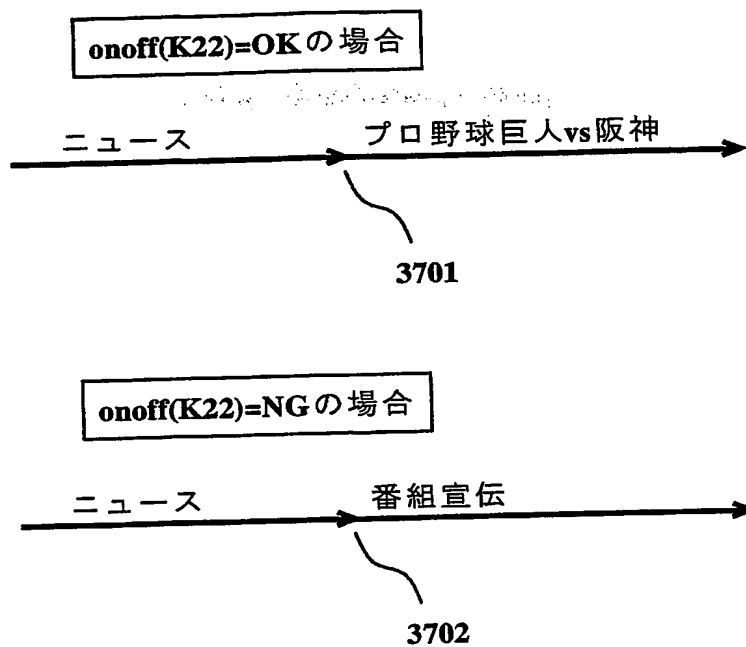 onoff(K22)=OKの場合
ニュース プロ野球巨人vs阪神
3701
onoff(K22)=NGの場合
ニュース 番組宣伝
3702